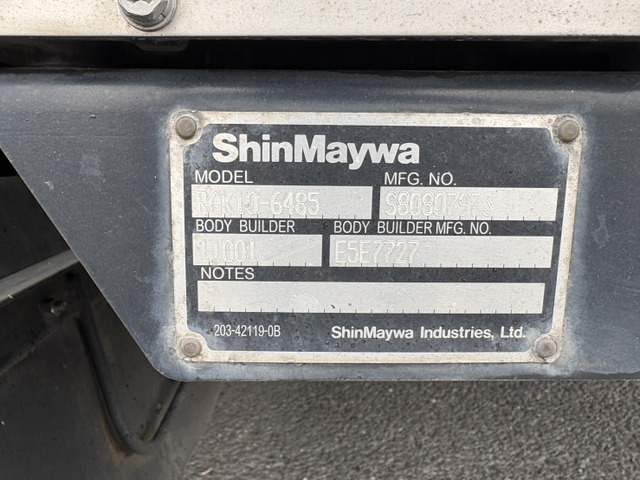 ShinMaywa
MODEL MFG. NO.
BODY BUILDER BODY BUILDER MFG. NO.
E5E7727
NOTES
203-42119-0B ShinMaywa Industries, Ltd.